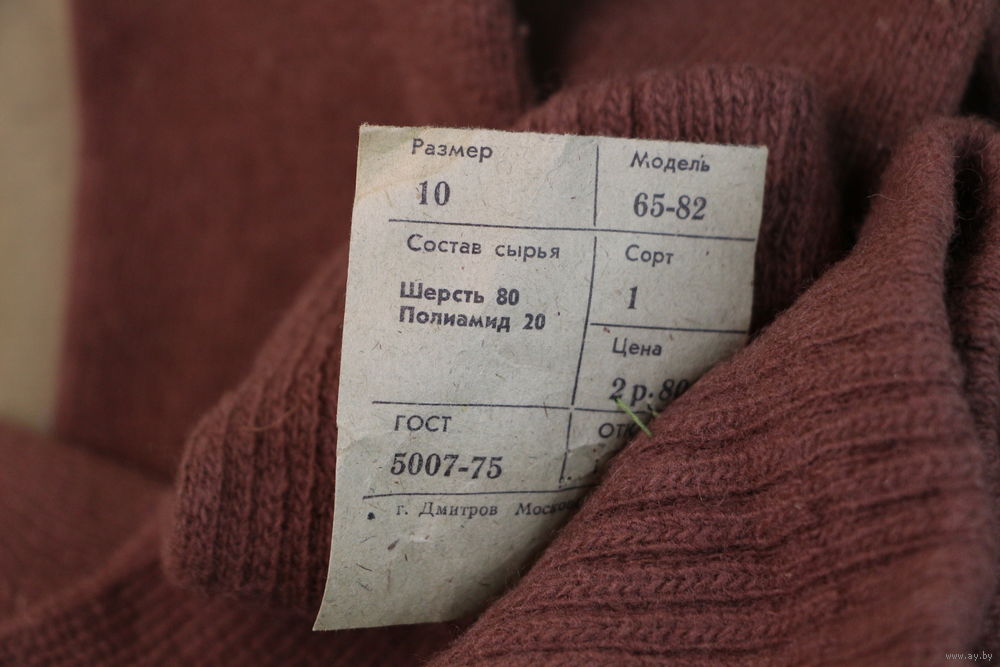 Размер
10
Модель
65-82
Состав сырья
Шерсть 80
Полиамид 20
Сорт
1
Цена
2 р. 80
ГОСТ
5007-75
г. Дмитров
www.ay.by